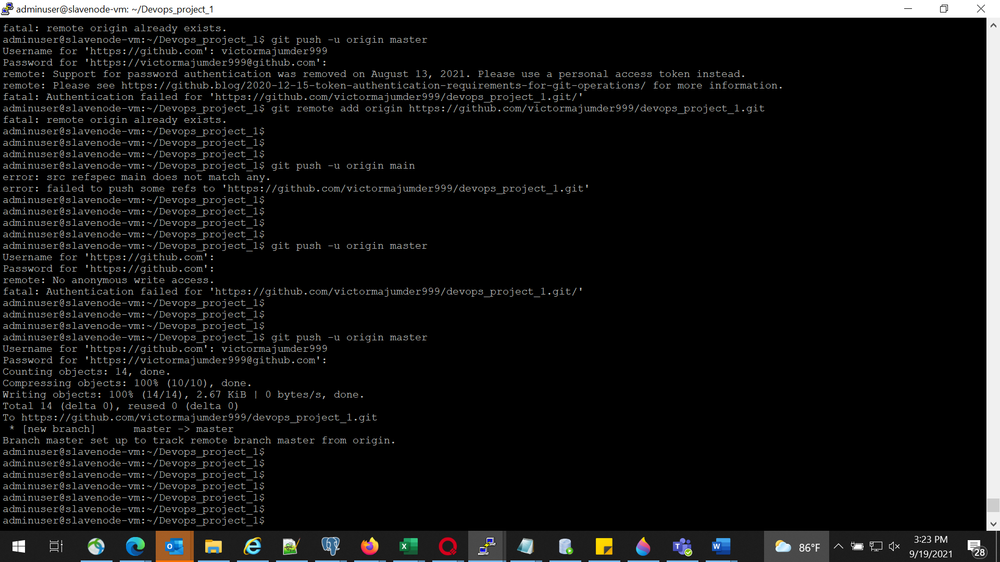 adminuser@slavenode-vm: ~/Devops_project_1
fatal: remote origin already exists.
adminuser@slavenode-vm:~/Devops_project_1$ git push -u origin master
Username for 'https://github.com': victormajumder999
Password for 'https://victormajumder999@github.com':
remote: Support for password authentication was removed on August 13, 2021. Please use a personal access token instead.
remote: Please see https://github.blog/2020-12-15-token-authentication-requirements-for-git-operations/ for more information.
fatal: Authentication failed for 'https://github.com/victormajumder999/devops_project_1.git/'
adminuser@slavenode-vm:~/Devops_project_1$ git remote add origin https://github.com/victormajumder999/devops_project_1.git
fatal: remote origin already exists.
adminuser@slavenode-vm:~/Devops_project_1$
adminuser@slavenode-vm:~/Devops_project_1$
adminuser@slavenode-vm:~/Devops_project_1$
adminuser@slavenode-vm:~/Devops_project_1$ git push -u origin main
error: src refspec main does not match any.
error: failed to push some refs to 'https://github.com/victormajumder999/devops_project_1.git'
adminuser@slavenode-vm:~/Devops_project_1$
adminuser@slavenode-vm:~/Devops_project_1$
adminuser@slavenode-vm:~/Devops_project_1$
adminuser@slavenode-vm:~/Devops_project_1$
adminuser@slavenode-vm:~/Devops_project_1$ git push -u origin master
Username for 'https://github.com':
Password for 'https://github.com':
remote: No anonymous write access.
fatal: Authentication failed for 'https://github.com/victormajumder999/devops_project_1.git/'
adminuser@slavenode-vm:~/Devops_project_1$
adminuser@slavenode-vm:~/Devops_project_1$
adminuser@slavenode-vm:~/Devops_project_1$
adminuser@slavenode-vm:~/Devops_project_1$ git push -u origin master
Username for 'https://github.com': victormajumder999
Password for 'https://victormajumder999@github.com':
Counting objects: 14, done.
Compressing objects: 100% (10/10), done.
Writing objects: 100% (14/14), 2.67 KiB | 0 bytes/s, done.
Total 14 (delta 0), reused 0 (delta 0)
To https://github.com/victormajumder999/devops_project_1.git
 * [new branch]      master -> master
Branch master set up to track remote branch master from origin.
adminuser@slavenode-vm:~/Devops_project_1$
adminuser@slavenode-vm:~/Devops_project_1$
adminuser@slavenode-vm:~/Devops_project_1$
adminuser@slavenode-vm:~/Devops_project_1$
adminuser@slavenode-vm:~/Devops_project_1$
adminuser@slavenode-vm:~/Devops_project_1$
adminuser@slavenode-vm:~/Devops_project_1$
86°F
3:23 PM
9/19/2021
28